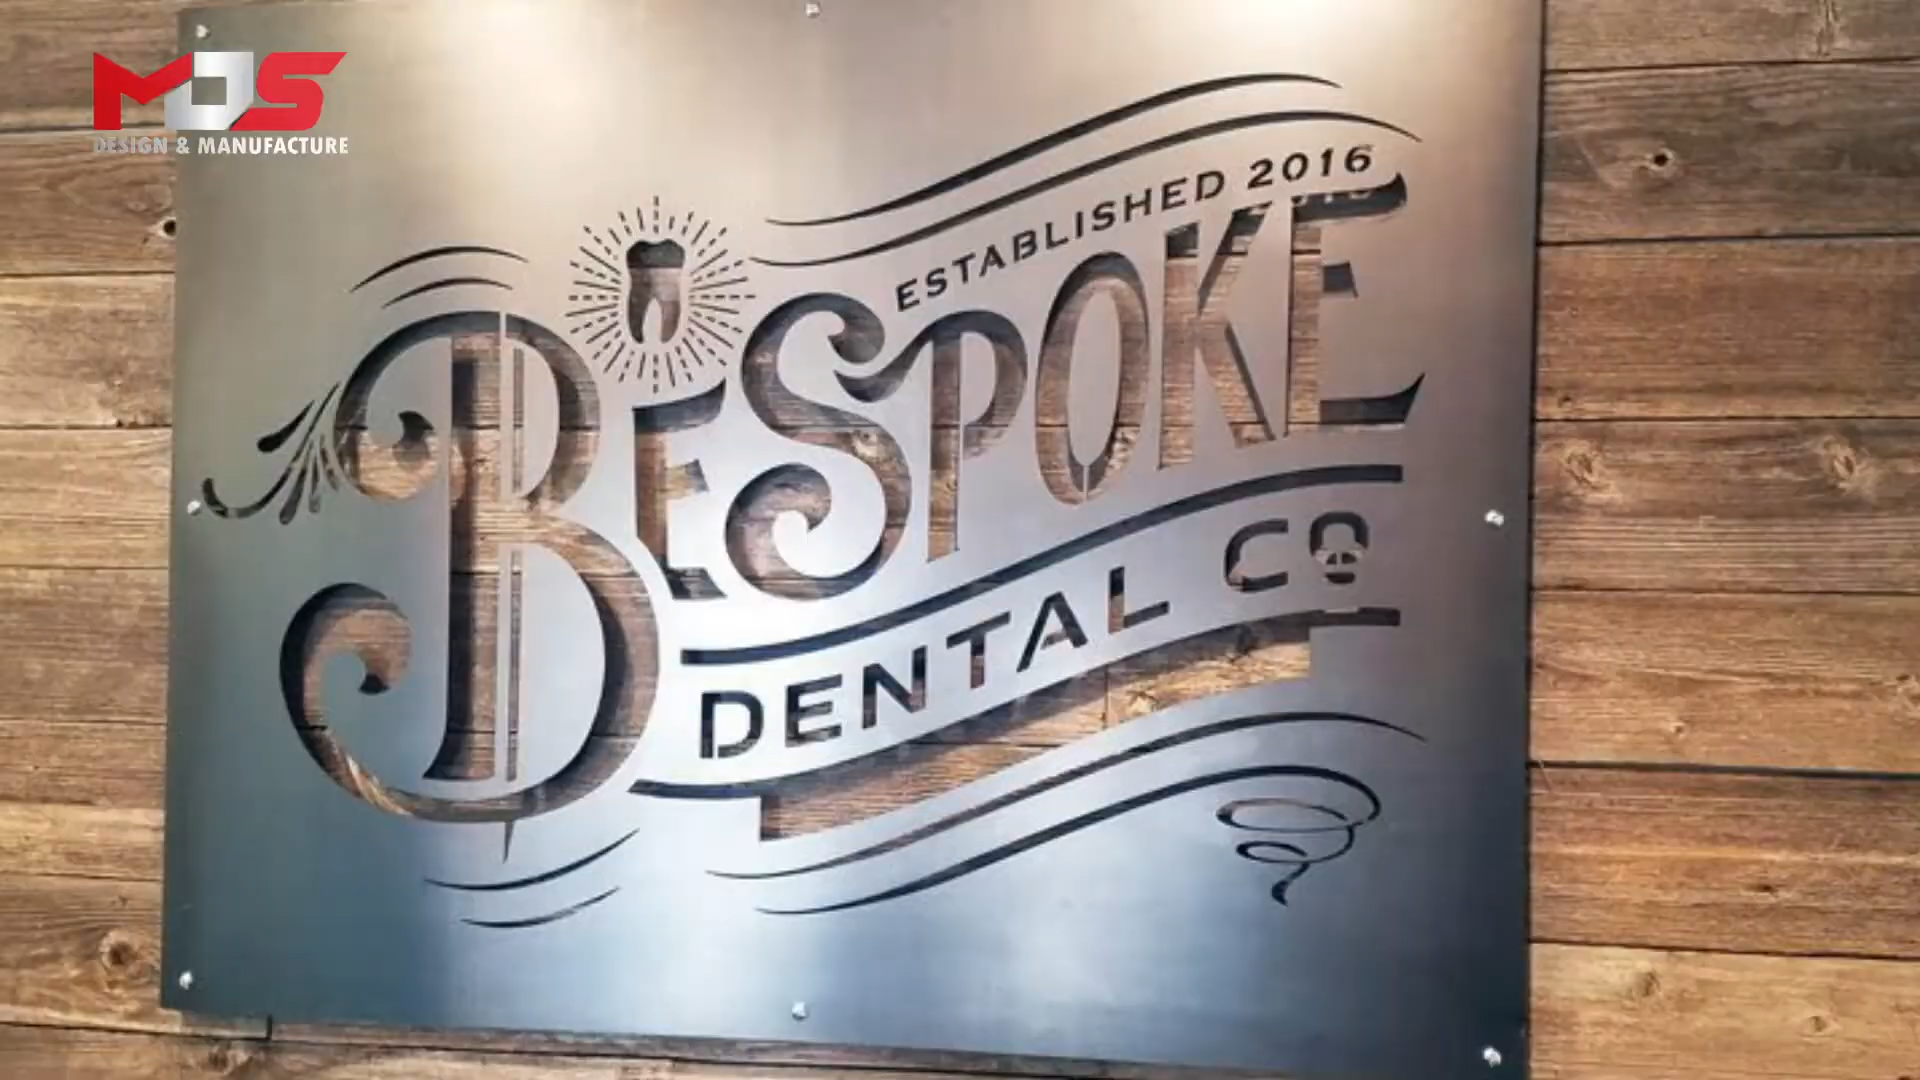 MDS
DESIGN & MANUFACTURE
ESTABLISHED 2016
BESPOKE
DENTAL CO